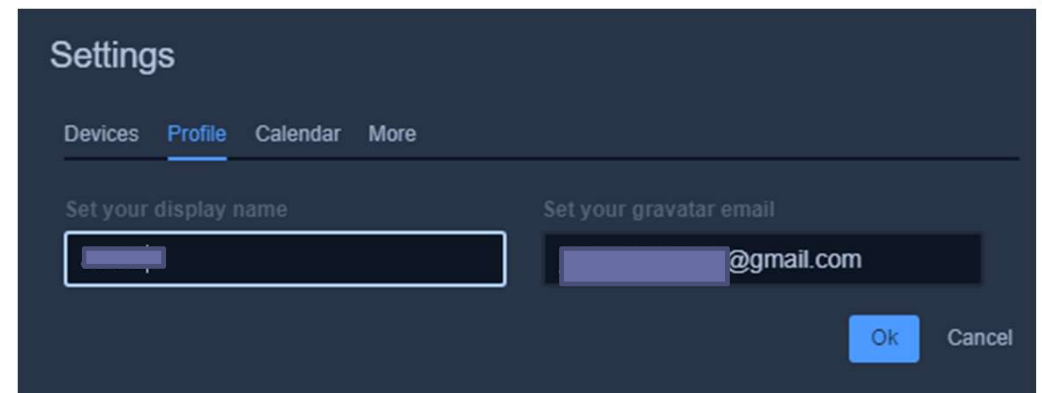 Settings
Devices Profile Calendar More
Set your display name Set your gravatar email
@gmail.com
Ok Cancel